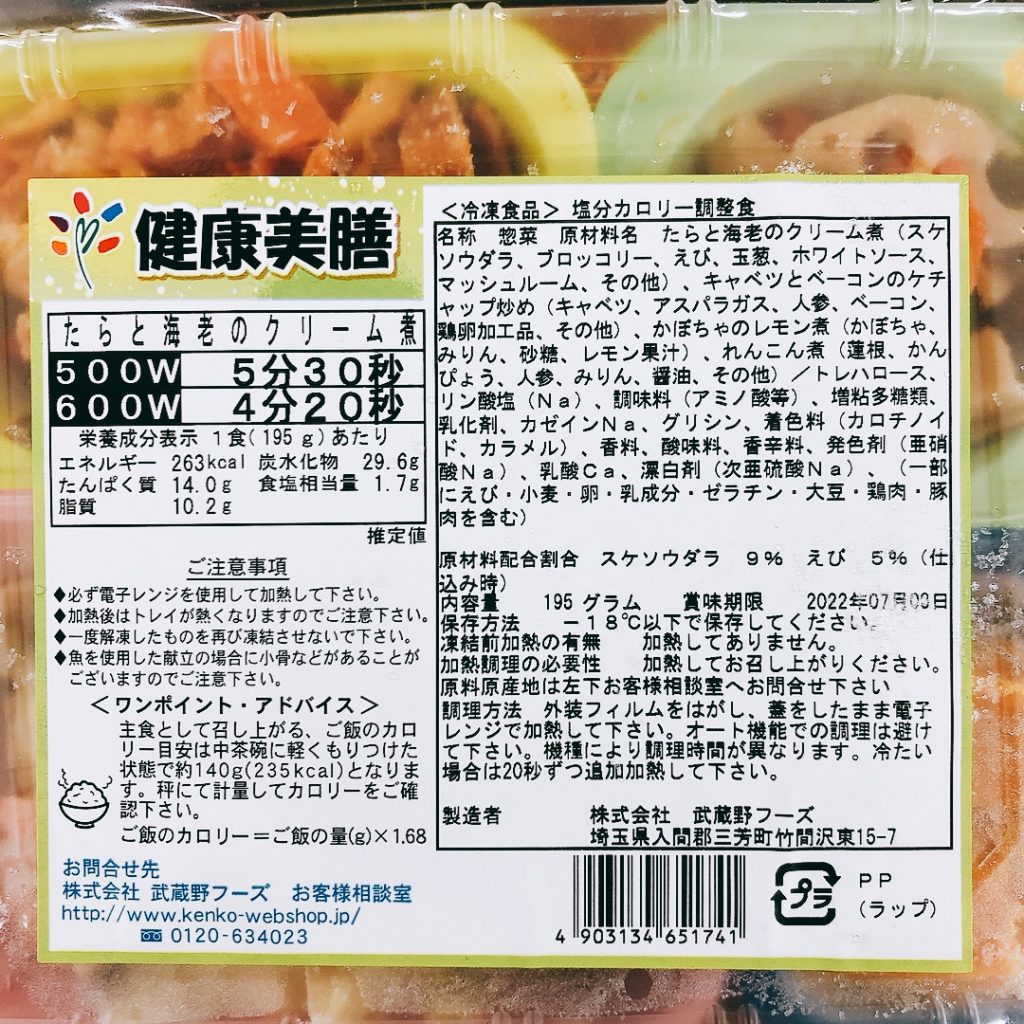 健康美膳
たらと海老のクリーム煮
500W 5分30秒
600W 4分20秒
栄養成分表示 1食(195g)あたり
エネルギー 263kcal 炭水化物 29.6g
たんぱく質 14.0g 食塩相当量 1.7g
脂質 10.2g
推定値
ご注意事項
◆必ず電子レンジを使用して加熱して下さい。
◆加熱後はトレイが熱くなりますのでご注意下さい。
◆一度解凍したものを再び凍結させないで下さい。
◆魚を使用した献立の場合に小骨などがあることが
ございますのでご注意下さい。
＜ワンポイント・アドバイス＞
主食として召し上がる、ご飯のカロ
リー目安は中茶碗に軽くもりつけた
状態で約140g(235kcal)となりま
す。秤にて計量してカロリーをご確
認下さい。
ご飯のカロリー＝ご飯の量(g)×1.68
お問合せ先
株式会社 武蔵野フーズ お客様相談室
http://www.kenko-webshop.jp/
0120-634023
＜冷凍食品＞ 塩分カロリー調整食
名称 惣菜 原材料名 たらと海老のクリーム煮（スケ
ソウダラ、ブロッコリー、えび、玉葱、ホワイトソース、
マッシュルーム、その他）、キャベツとベーコンのケチ
ャップ炒め（キャベツ、アスパラガス、人参、ベーコン、
鶏卵加工品、その他）、かぼちゃのレモン煮（かぼちゃ、
みりん、砂糖、レモン果汁）、れんこん煮（蓮根、かん
ぴょう、人参、みりん、醤油、その他）／トレハロース、
リン酸塩（Na）、調味料（アミノ酸等）、増粘多糖類、
乳化剤、カゼインNa、グリシン、着色料（カロチノイ
ド、カラメル）、香料、酸味料、香辛料、発色剤（亜硝
酸Na）、乳酸Ca、漂白剤（次亜硫酸Na）、（一部
にえび・小麦・卵・乳成分・ゼラチン・大豆・鶏肉・豚
肉を含む）
原材料配合割合 スケソウダラ 9％ えび 5％（仕
込み時）
内容量 195 グラム 賞味期限 2022年07月03日
保存方法 －18℃以下で保存してください。
凍結前加熱の有無 加熱してありません。
加熱調理の必要性 加熱してお召し上がりください。
原料原産地は左下お客様相談室へお問合せ下さい
調理方法 外装フィルムをはがし、蓋をしたまま電子
レンジで加熱して下さい。オート機能での調理は避け
て下さい。機種により調理時間が異なります。冷たい
場合は20秒ずつ追加加熱して下さい。
製造者 株式会社 武蔵野フーズ
埼玉県入間郡三芳町竹間沢東15-7
4 903134 651741
プラ
PP
（ラップ）